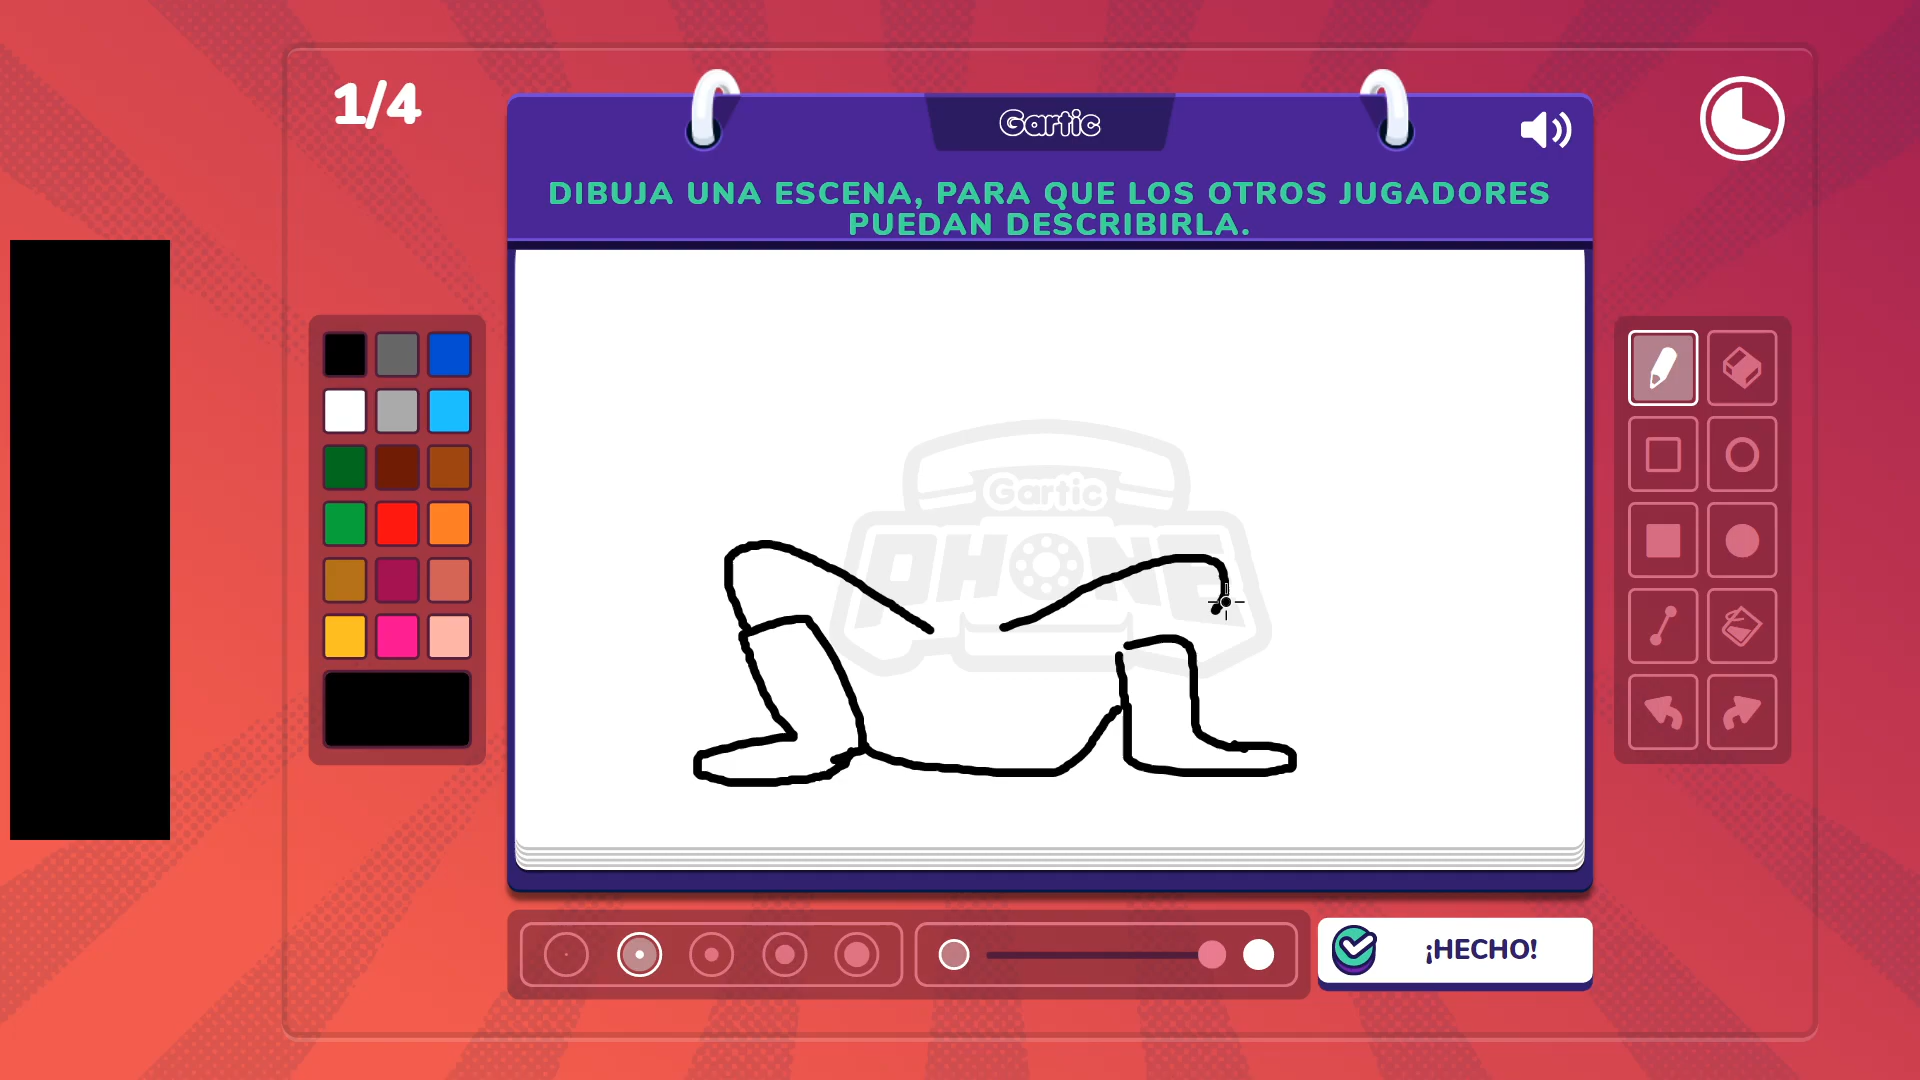 1/4
Gartic
DIBUJA UNA ESCENA, PARA QUE LOS OTROS JUGADORES
PUEDAN DESCRIBIRLA.
Gartic
PHONE
¡HECHO!